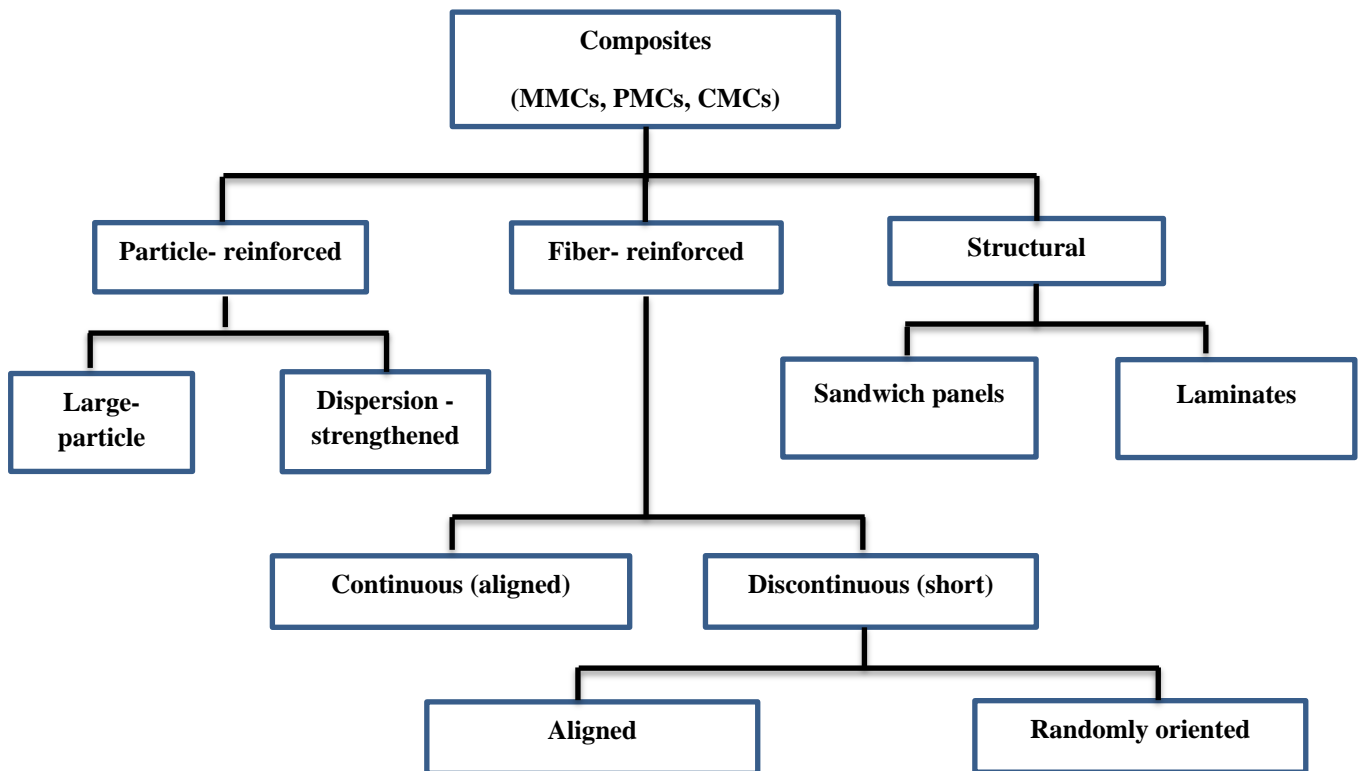 Composites
(MMCs, PMCs, CMCs)
Particle- reinforced
Fiber- reinforced
Structural
Large-
particle
Dispersion -
strengthened
Sandwich panels
Laminates
Continuous (aligned)
Discontinuous (short)
Aligned
Randomly oriented